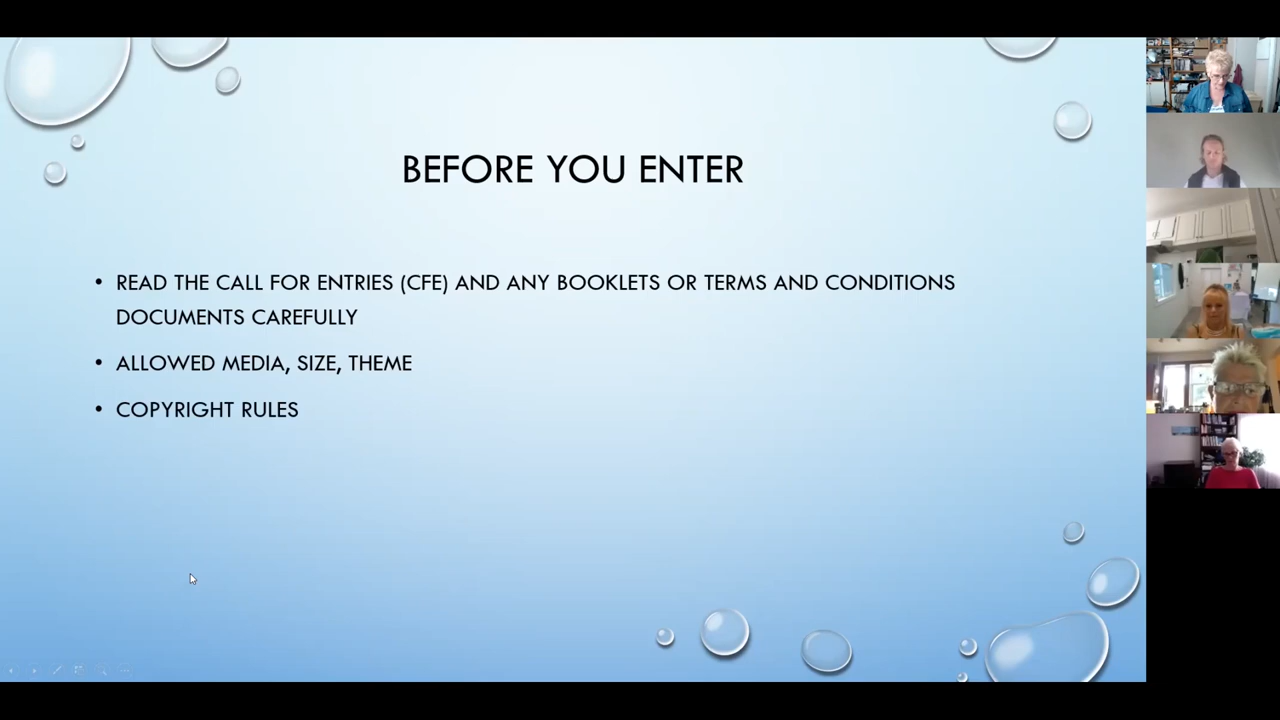 BEFORE YOU ENTER
• READ THE CALL FOR ENTRIES (CFE) AND ANY BOOKLETS OR TERMS AND CONDITIONS
DOCUMENTS CAREFULLY
• ALLOWED MEDIA, SIZE, THEME
• COPYRIGHT RULES